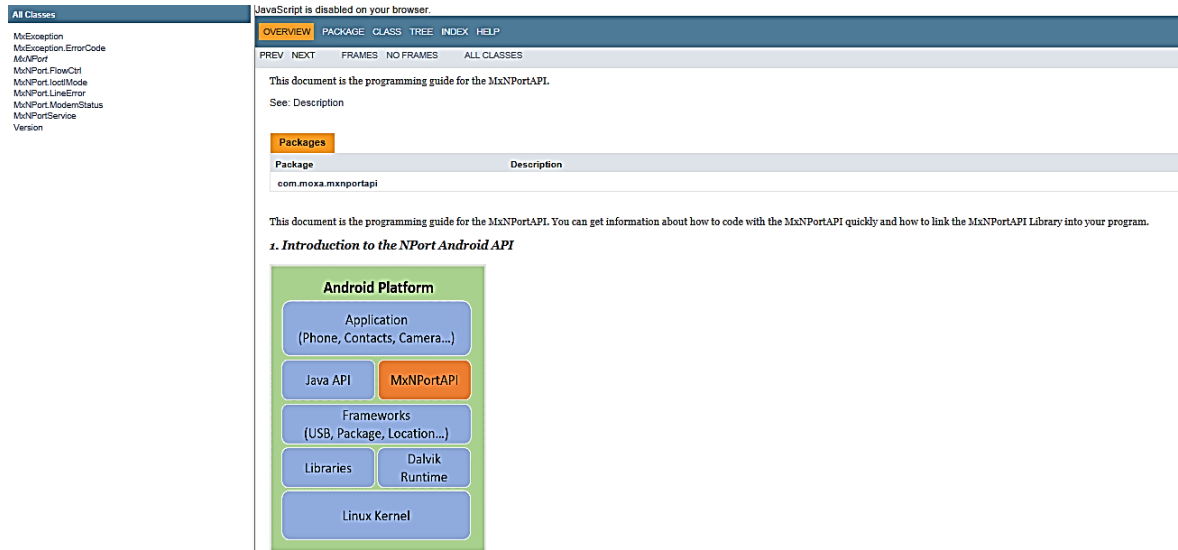 All Classes
MxException
MxException.ErrorCode
MxNPort
MxNPort.FlowCtrl
MxNPort.IoctlMode
MxNPort.LineError
MxNPort.ModemStatus
MxNPortService
Version
JavaScript is disabled on your browser.
OVERVIEW PACKAGE CLASS TREE INDEX HELP
PREV NEXT FRAMES NO FRAMES ALL CLASSES
This document is the programming guide for the MxNPortAPI.
See: Description
Packages
Package Description
com.moxa.mxnportapi
This document is the programming guide for the MxNPortAPI. You can get information about how to code with the MxNPortAPI quickly and how to link the MxNPortAPI Library into your program.
1. Introduction to the NPort Android API
Android Platform
Application
(Phone, Contacts, Camera...)
Java API MxNPortAPI
Frameworks
(USB, Package, Location...)
Libraries Dalvik
Runtime
Linux Kernel